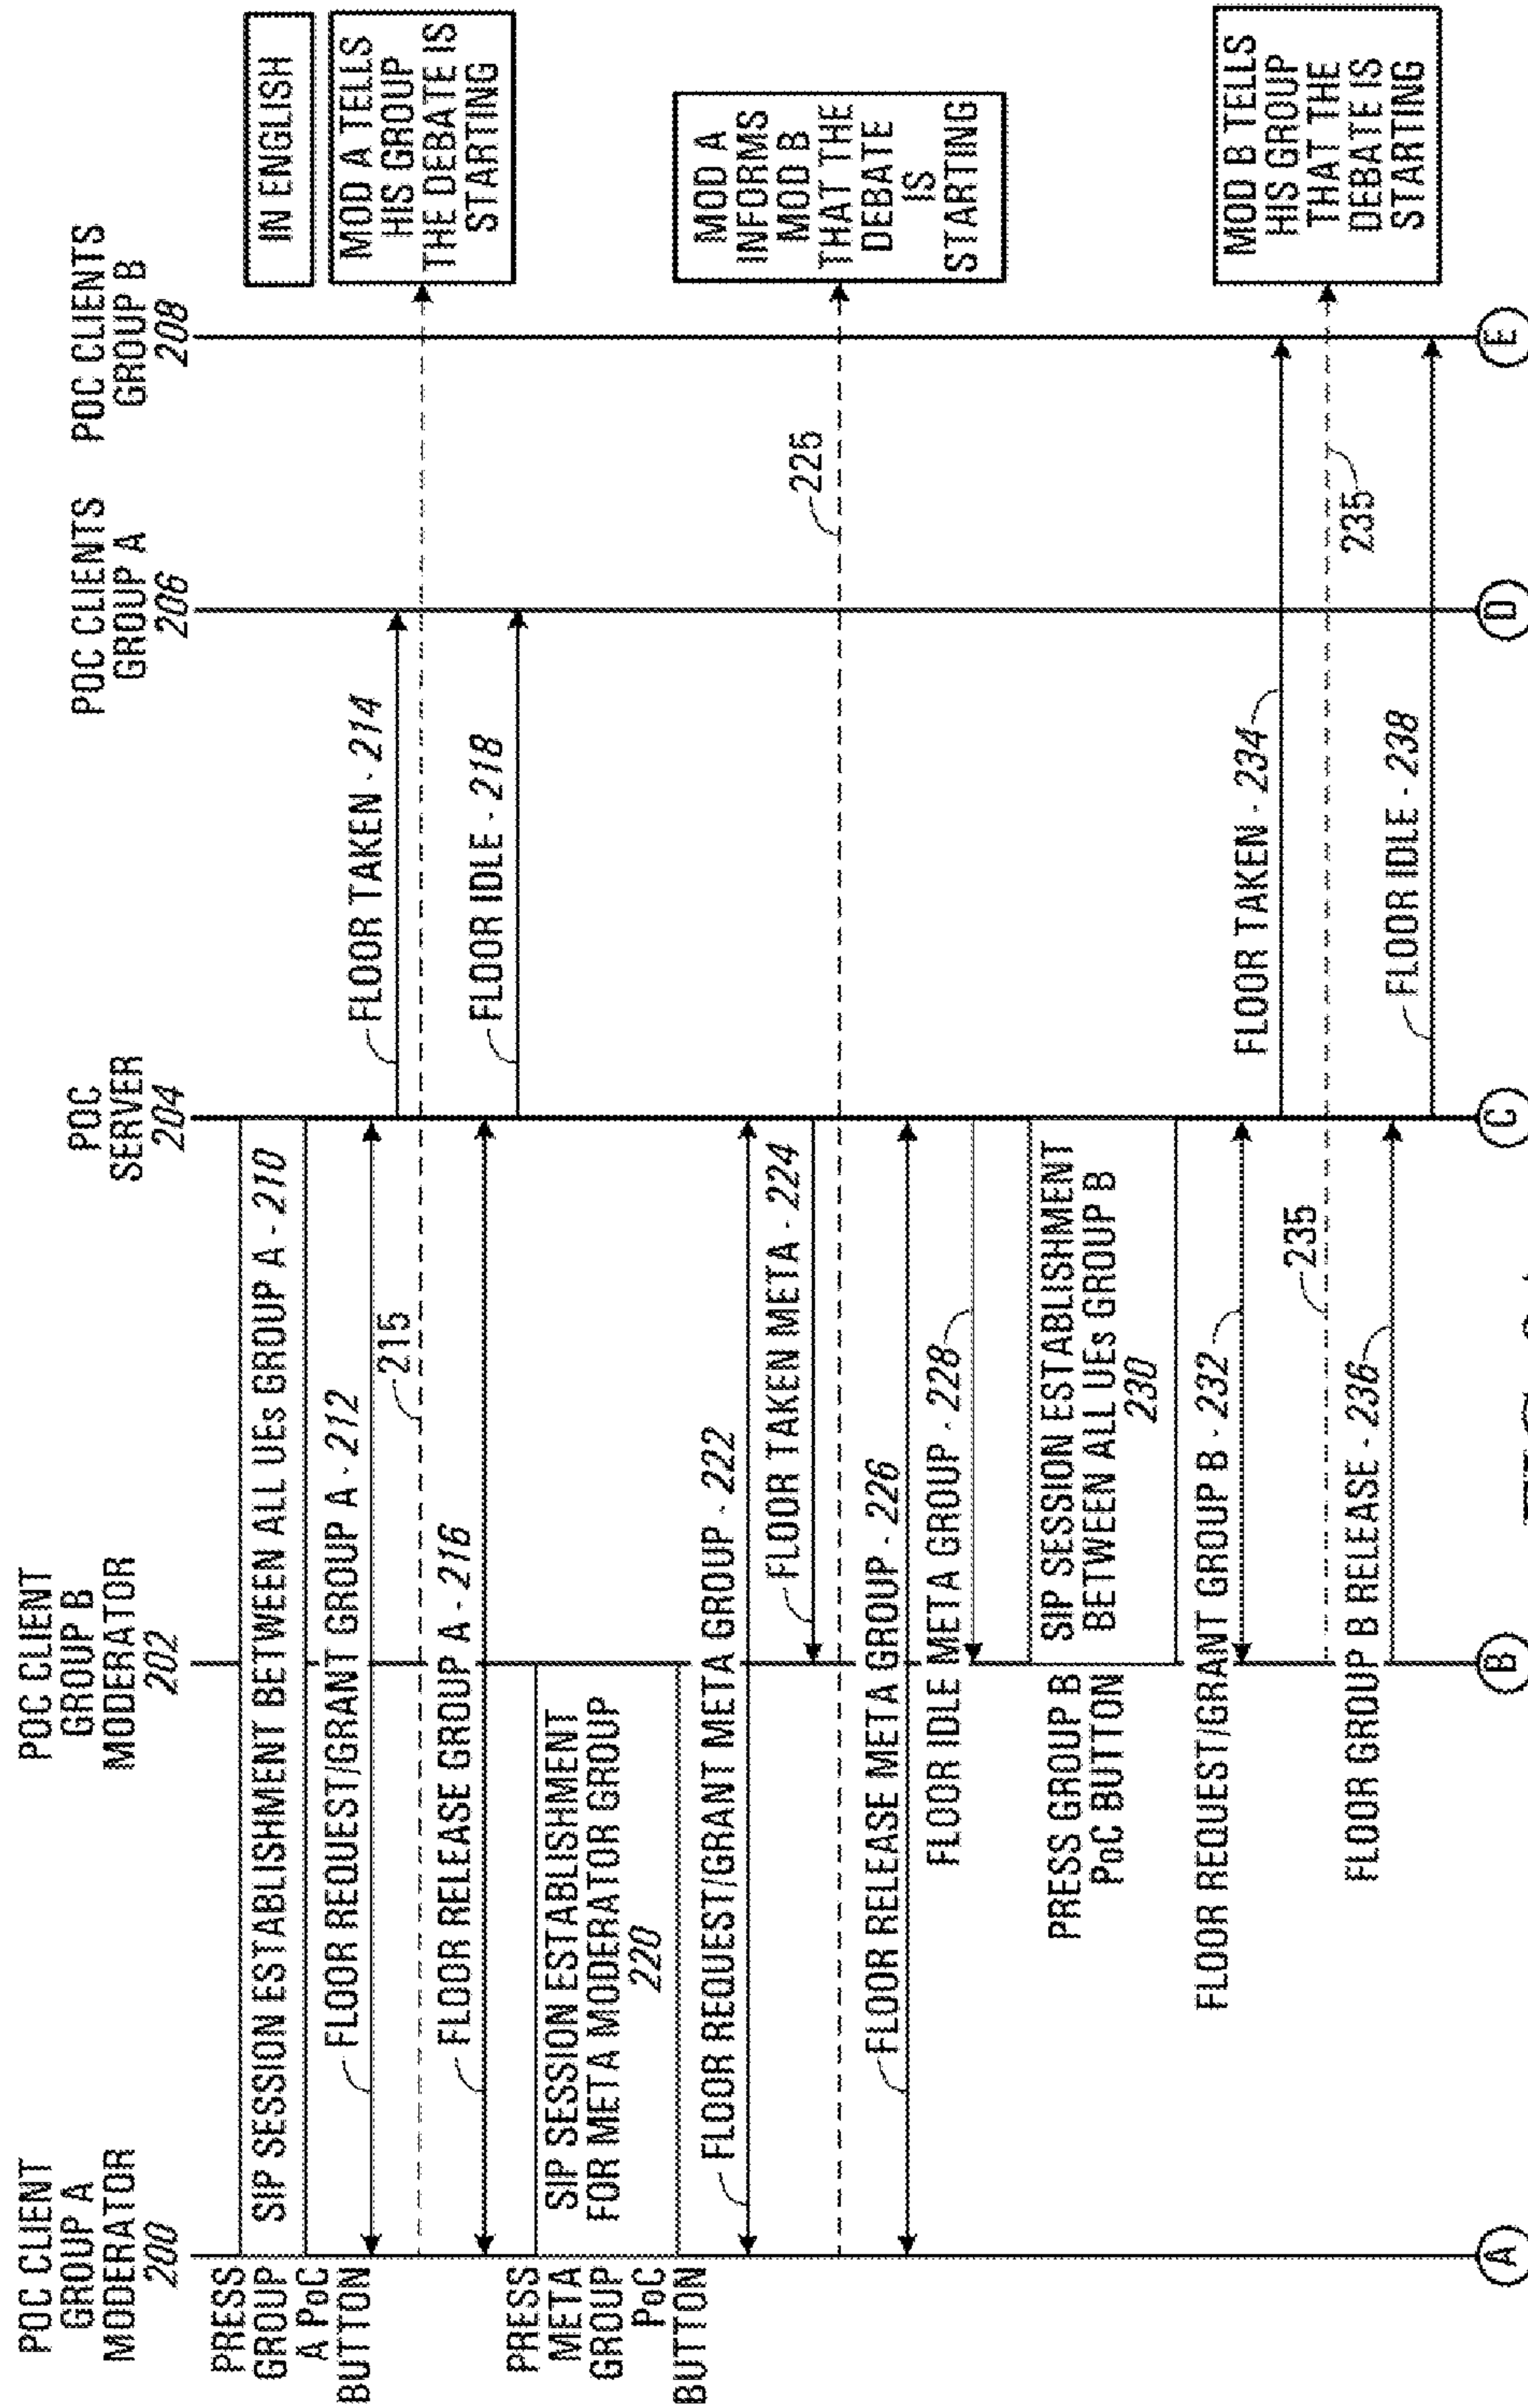 POC CLIENT
GROUP A
MODERATOR
200
POC CLIENT
GROUP B
MODERATOR
202
POC
SERVER
204
POC CLIENTS
GROUP A
206
POC CLIENTS
GROUP B
208
PRESS
GROUP
A PoC
BUTTON
SIP SESSION ESTABLISHMENT BETWEEN ALL UEs GROUP A - 210
IN ENGLISH
FLOOR REQUEST/GRANT GROUP A - 212
FLOOR TAKEN - 214
215
MOD A TELLS
HIS GROUP
THE DEBATE IS
STARTING
FLOOR RELEASE GROUP A - 216
FLOOR IDLE - 218
PRESS
META
GROUP
PoC
BUTTON
SIP SESSION ESTABLISHMENT
FOR META MODERATOR GROUP
220
FLOOR REQUEST/GRANT META GROUP - 222
FLOOR TAKEN META - 224
225
MOD A
INFORMS
MOD B
THAT THE
DEBATE
IS
STARTING
FLOOR RELEASE META GROUP - 226
FLOOR IDLE META GROUP - 228
PRESS GROUP B
PoC BUTTON
SIP SESSION ESTABLISHMENT
BETWEEN ALL UEs GROUP B
230
FLOOR REQUEST/GRANT GROUP B - 232
FLOOR TAKEN - 234
235
235
MOD B TELLS
HIS GROUP
THAT THE
DEBATE IS
STARTING
FLOOR GROUP B RELEASE - 236
FLOOR IDLE - 238
A
B
C
D
E